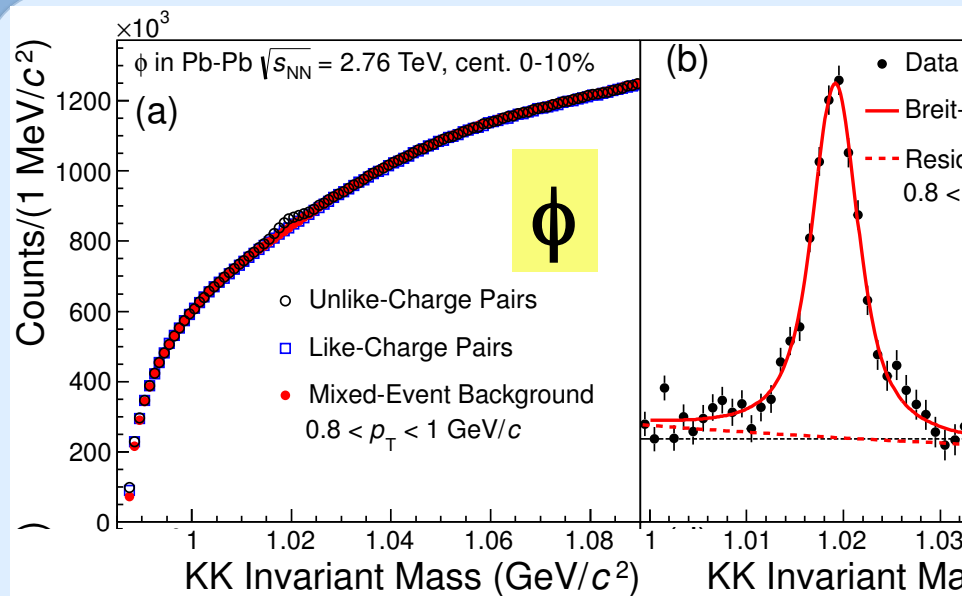 ×10³
ϕ in Pb-Pb √s_NN = 2.76 TeV, cent. 0-10%
(a)
Counts/(1 MeV/c²)
1200
1000
800
600
400
200
0
ϕ
Unlike-Charge Pairs
Like-Charge Pairs
Mixed-Event Background
0.8 < p_T < 1 GeV/c
1 1.02 1.04 1.06 1.08
KK Invariant Mass (GeV/c²)
(b)
Data
Breit-
Resid
0.8 <
1 1.01 1.02 1.03
KK Invariant Ma